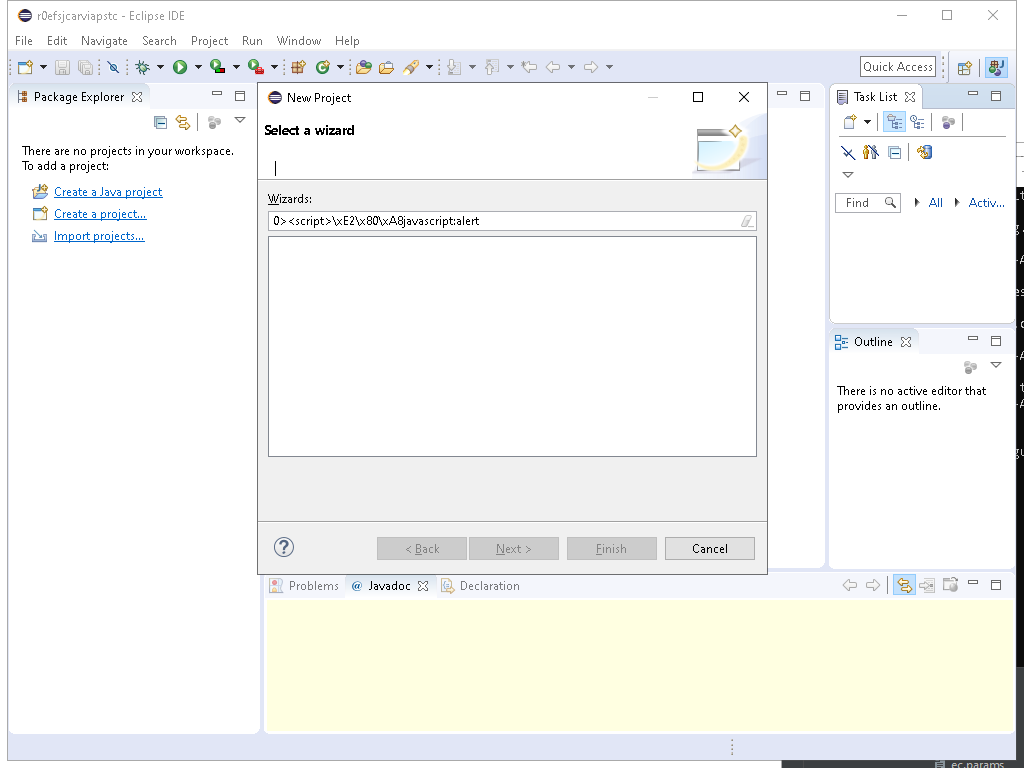 r0efsjcarviapstc - Eclipse IDE
File Edit Navigate Search Project Run Window Help
Quick Access
Package Explorer
There are no projects in your workspace.
To add a project:
Create a Java project
Create a project...
Import projects...
New Project
Select a wizard
Wizards:
0><script>\xE2\x80\xA8javascript:alert
< Back
Next >
Finish
Cancel
Task List
Find
All
Activ...
Outline
There is no active editor that
provides an outline.
Problems
@ Javadoc
Declaration
ec.params